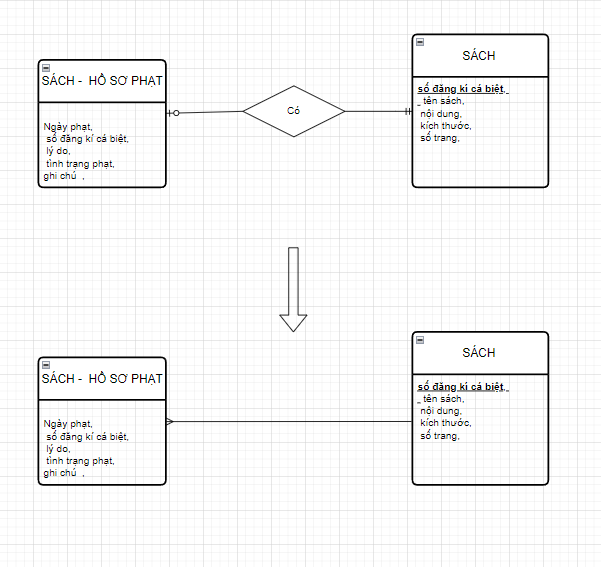 SÁCH
SÁCH - HỒ SƠ PHẠT
số đăng kí cá biệt,
tên sách,
nội dung,
kích thước,
số trang,
Có
Ngày phạt,
số đăng kí cá biệt,
lý do,
tình trạng phạt,
ghi chú ,
SÁCH
SÁCH - HỒ SƠ PHẠT
số đăng kí cá biệt,
tên sách,
nội dung,
kích thước,
số trang,
Ngày phạt,
số đăng kí cá biệt,
lý do,
tình trạng phạt,
ghi chú ,